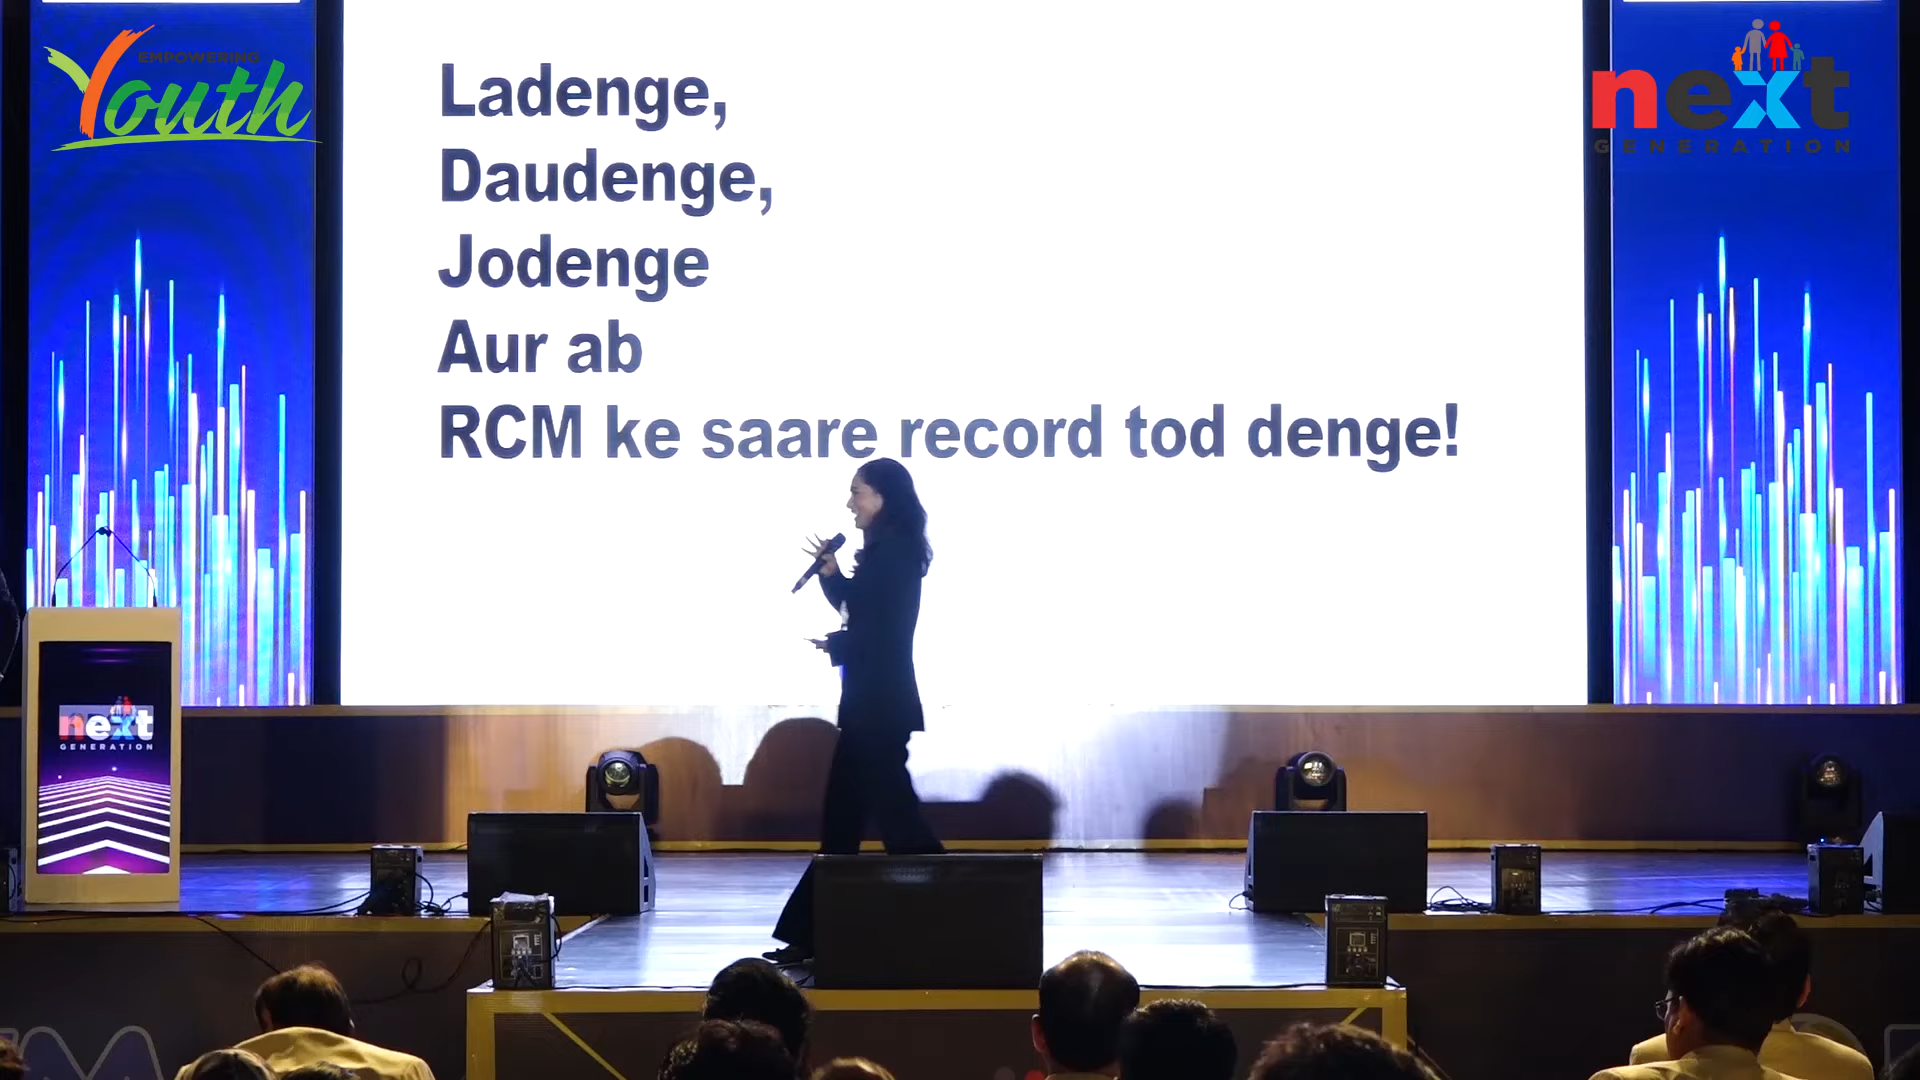 EMPOWERING
Youth
next
GENERATION
Ladenge,
Daudenge,
Jodenge
Aur ab
RCM ke saare record tod denge!
next
GENERATION